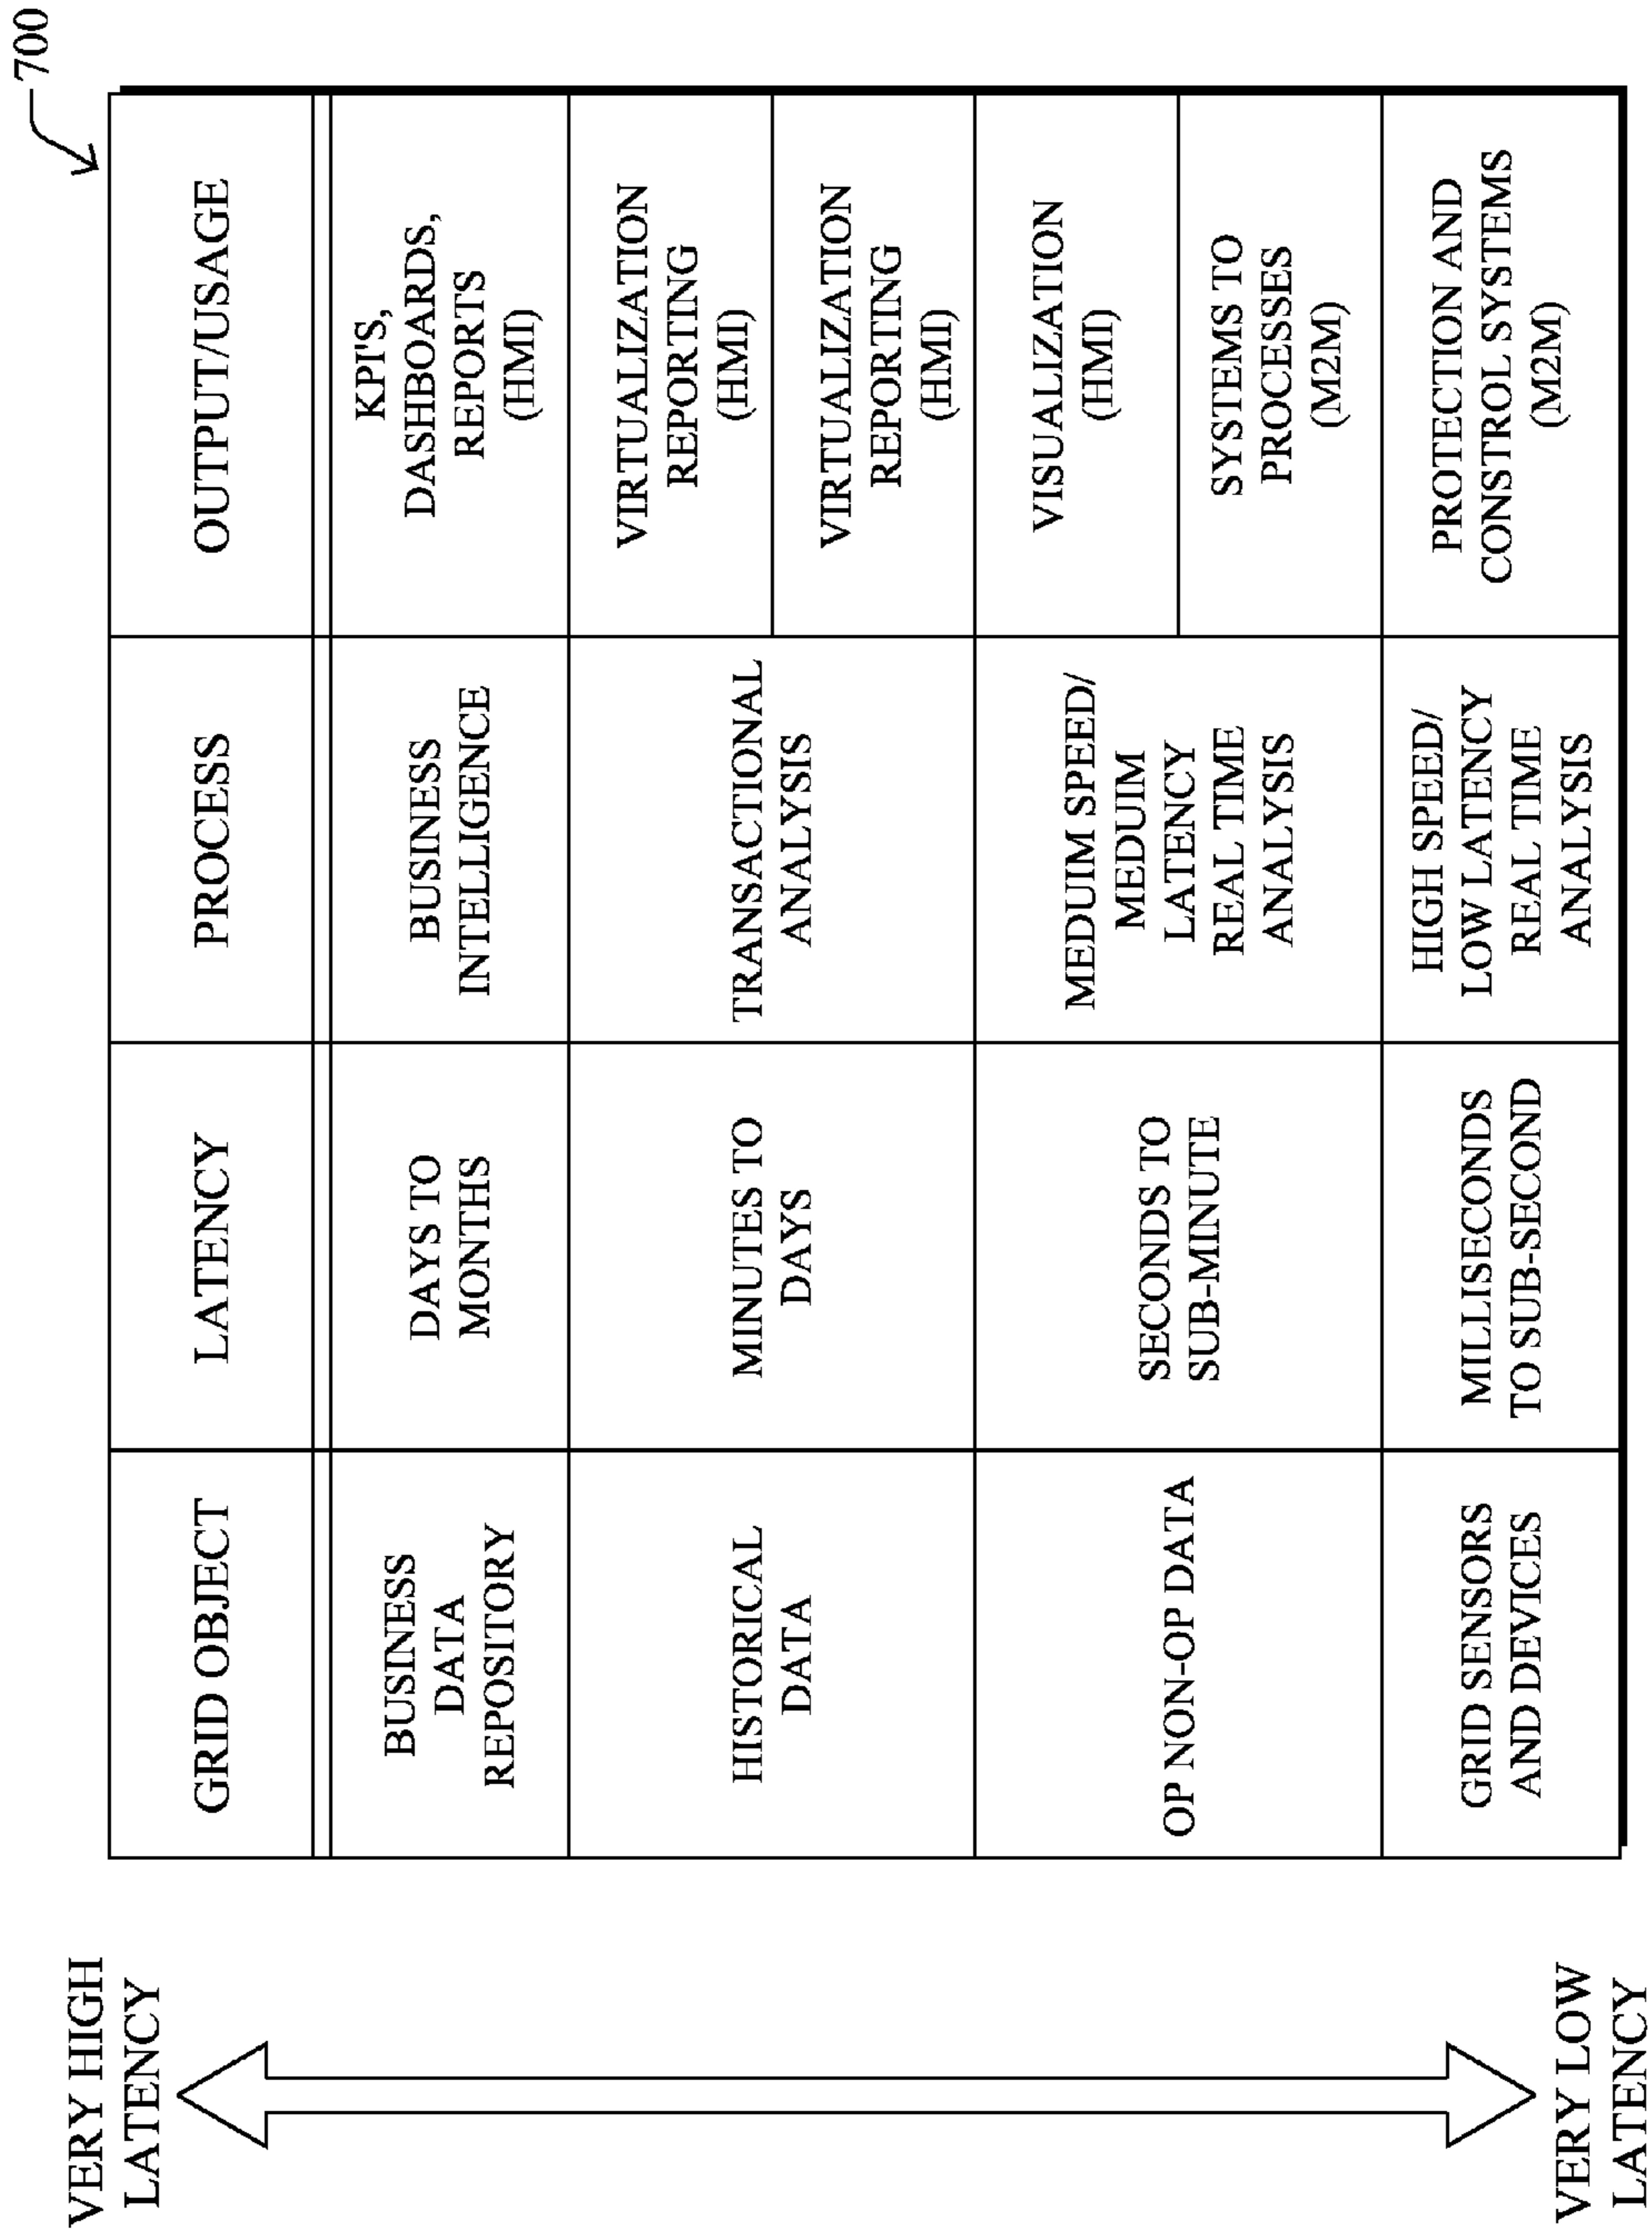 700
VERY HIGH
LATENCY
VERY LOW
LATENCY
GRID OBJECT
LATENCY
PROCESS
OUTPUT/USAGE
BUSINESS
DATA
REPOSITORY
DAYS TO
MONTHS
BUSINESS
INTELLIGENCE
KPI'S,
DASHBOARDS,
REPORTS
(HMI)
HISTORICAL
DATA
MINUTES TO
DAYS
TRANSACTIONAL
ANALYSIS
VIRTUALIZATION
REPORTING
(HMI)
VIRTUALIZATION
REPORTING
(HMI)
OP NON-OP DATA
SECONDS TO
SUB-MINUTE
MEDUIM SPEED/
MEDUIM
LATENCY
REAL TIME
ANALYSIS
VISUALIZATION
(HMI)
SYSTEMS TO
PROCESSES
(M2M)
GRID SENSORS
AND DEVICES
MILLISECONDS
TO SUB-SECOND
HIGH SPEED/
LOW LATENCY
REAL TIME
ANALYSIS
PROTECTION AND
CONSTROL SYSTEMS
(M2M)